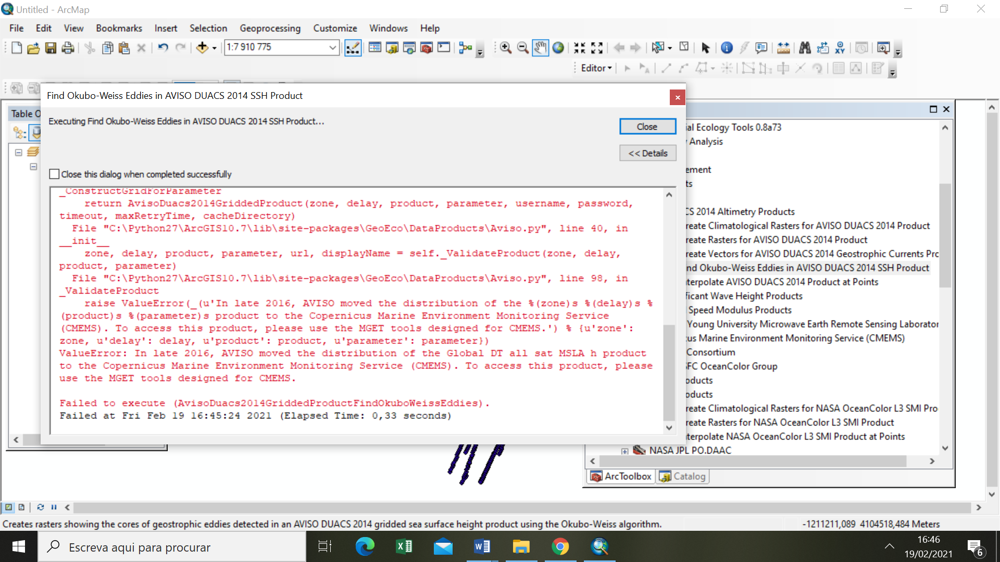 Untitled - ArcMap
File Edit View Bookmarks Insert Selection Geoprocessing Customize Windows Help
1:7 910 775
Editor
Find Okubo-Weiss Eddies in AVISO DUACS 2014 SSH Product
Table O
Executing Find Okubo-Weiss Eddies in AVISO DUACS 2014 SSH Product...
Close
<< Details
Close this dialog when completed successfully
_ConstructGridForParameter
return AvisoDuacs2014GriddedProduct(zone, delay, product, parameter, username, password,
timeout, maxRetryTime, cacheDirectory)
File "C:\Python27\ArcGIS10.7\lib\site-packages\GeoEco\DataProducts\Aviso.py", line 40, in
__init__
zone, delay, product, parameter, url, displayName = self._ValidateProduct(zone, delay,
product, parameter)
File "C:\Python27\ArcGIS10.7\lib\site-packages\GeoEco\DataProducts\Aviso.py", line 98, in
_ValidateProduct
raise ValueError(_(u'In late 2016, AVISO moved the distribution of the %(zone)s %(delay)s %
(product)s %(parameter)s product to the Copernicus Marine Environment Monitoring Service
(CMEMS). To access this product, please use the MGET tools designed for CMEMS.') % {u'zone':
zone, u'delay': delay, u'product': product, u'parameter': parameter})
ValueError: In late 2016, AVISO moved the distribution of the Global DT all sat MSLA h product
to the Copernicus Marine Environment Monitoring Service (CMEMS). To access this product, please
use the MGET tools designed for CMEMS.
Failed to execute (AvisoDuacs2014GriddedProductFindOkuboWeissEddies).
Failed at Fri Feb 19 16:45:24 2021 (Elapsed Time: 0,33 seconds)
ial Ecology Tools 0.8a73
Analysis
ement
ts
CS 2014 Altimetry Products
reate Climatological Rasters for AVISO DUACS 2014 Product
reate Rasters for AVISO DUACS 2014 Product
reate Vectors for AVISO DUACS 2014 Geostrophic Currents Prc
nd Okubo-Weiss Eddies in AVISO DUACS 2014 SSH Product
terpolate AVISO DUACS 2014 Product at Points
ficant Wave Height Products
Speed Modulus Products
Young University Microwave Earth Remote Sensing Laborator
us Marine Environment Monitoring Service (CMEMS)
Consortium
SFC OceanColor Group
oducts
oducts
reate Climatological Rasters for NASA OceanColor L3 SMI Pro
reate Rasters for NASA OceanColor L3 SMI Product
terpolate NASA OceanColor L3 SMI Product at Points
NASA JPL PO.DAAC
ArcToolbox Catalog
Creates rasters showing the cores of geostrophic eddies detected in an AVISO DUACS 2014 gridded sea surface height product using the Okubo-Weiss algorithm.
-1211211,089 4104518,484 Meters
Escreva aqui para procurar
16:46
19/02/2021
6